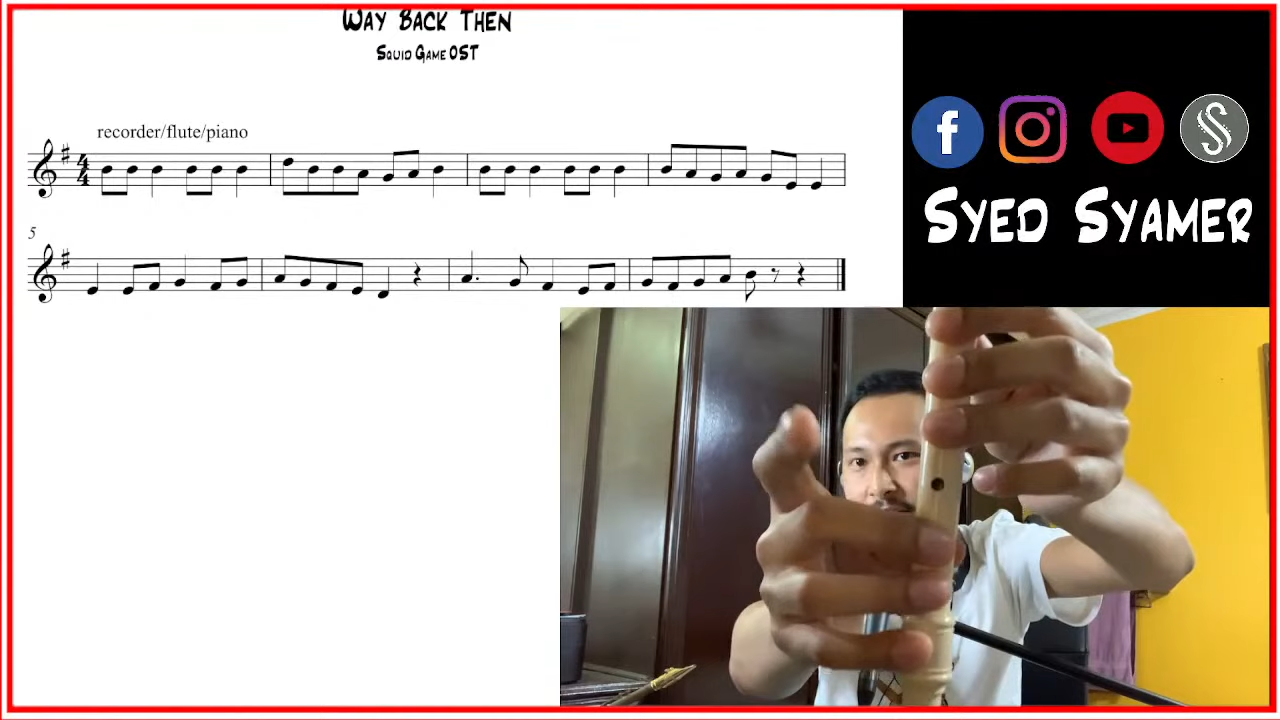 Way Back Then
Squid Game OST
recorder/flute/piano
4
4
5
f
Syed Syamer